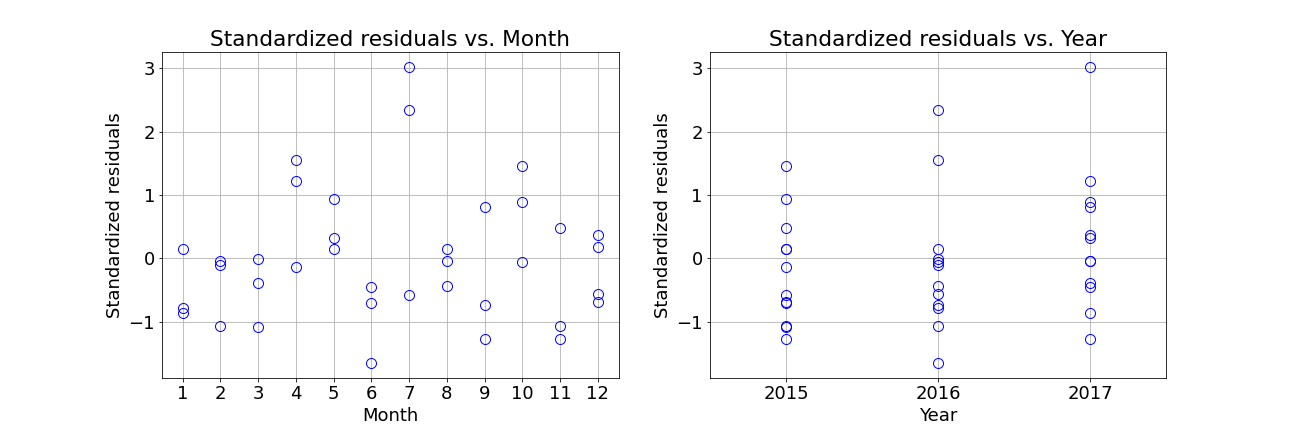 Standardized residuals vs. Month
Standardized residuals
3
2
1
0
−1
1 2 3 4 5 6 7 8 9 10 11 12
Month
Standardized residuals vs. Year
Standardized residuals
3
2
1
0
−1
2015 2016 2017
Year